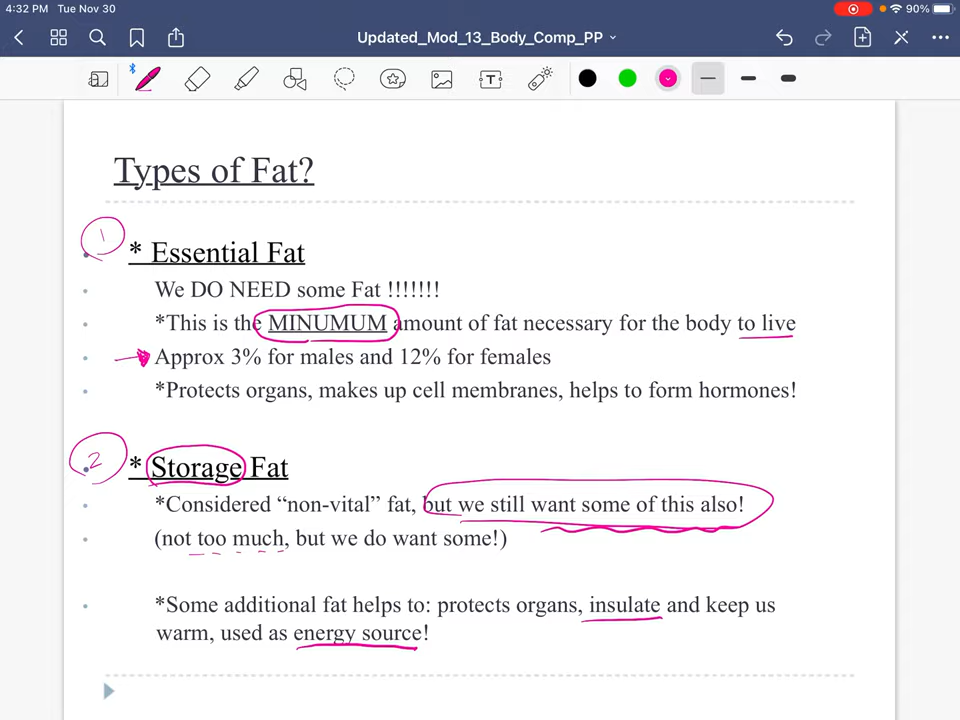 4:32 PM Tue Nov 30
90%
Updated_Mod_13_Body_Comp_PP
T
Types of Fat?
1
* Essential Fat
We DO NEED some Fat !!!!!!!
*This is the MINUMUM amount of fat necessary for the body to live
Approx 3% for males and 12% for females
*Protects organs, makes up cell membranes, helps to form hormones!
2
* Storage Fat
*Considered “non-vital” fat, but we still want some of this also!
(not too much, but we do want some!)
*Some additional fat helps to: protects organs, insulate and keep us
warm, used as energy source!